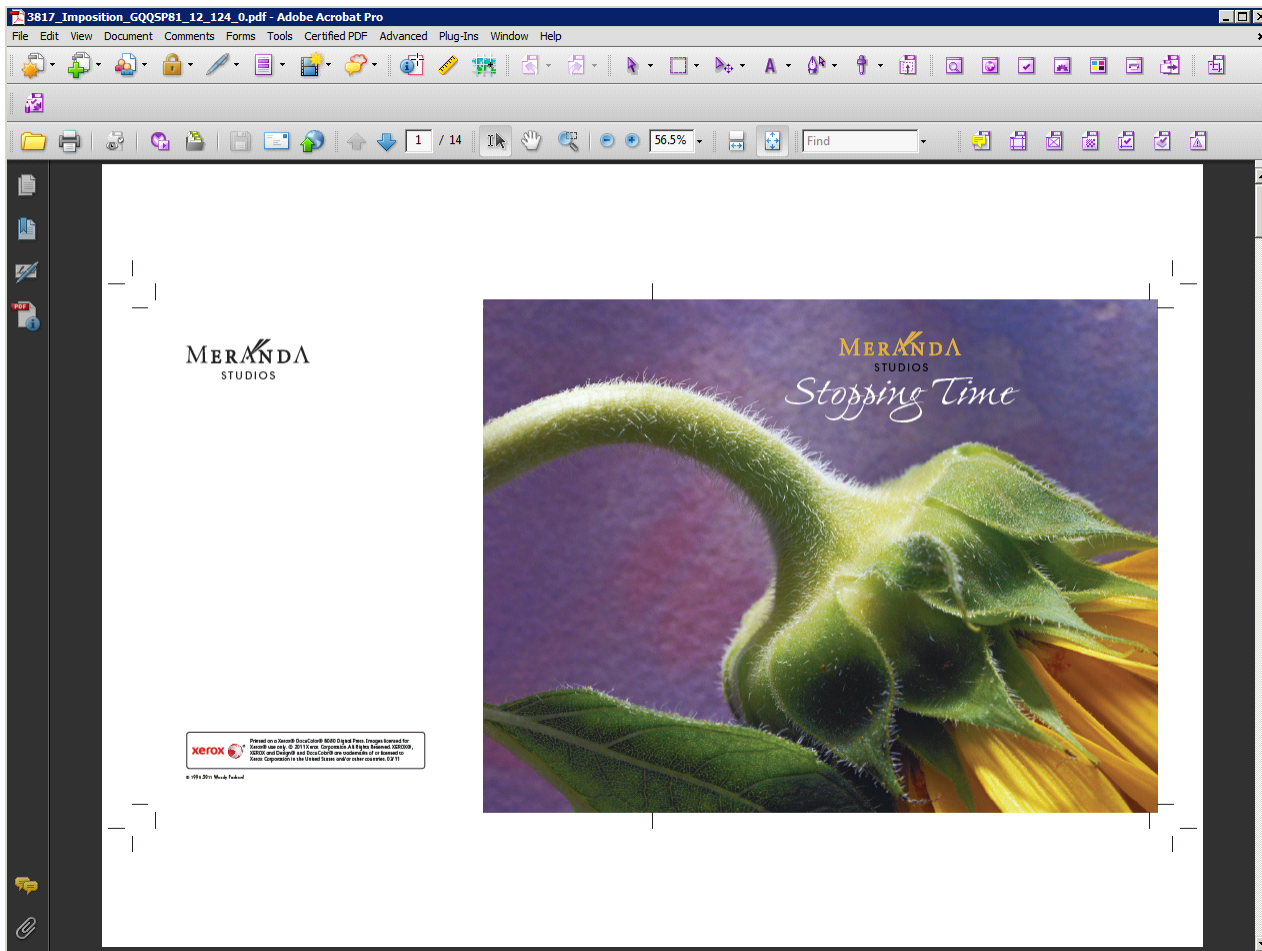 3817_Imposition_GQQSP81_12_124_0.pdf - Adobe Acrobat Pro
File Edit View Document Comments Forms Tools Certified PDF Advanced Plug-Ins Window Help
1 / 14 56.5% Find
PDF
MERANDA
STUDIOS
MERANDA
STUDIOS
Stopping Time
xerox
Printed on a Xerox® DocuColor® 8080 Digital Press. Images licensed for
Xerox® use only. © 2011 Xerox Corporation. All Rights Reserved. XEROX®,
XEROX and Design® and DocuColor® are trademarks of or licensed to
Xerox Corporation in the United States and/or other countries. 03/11